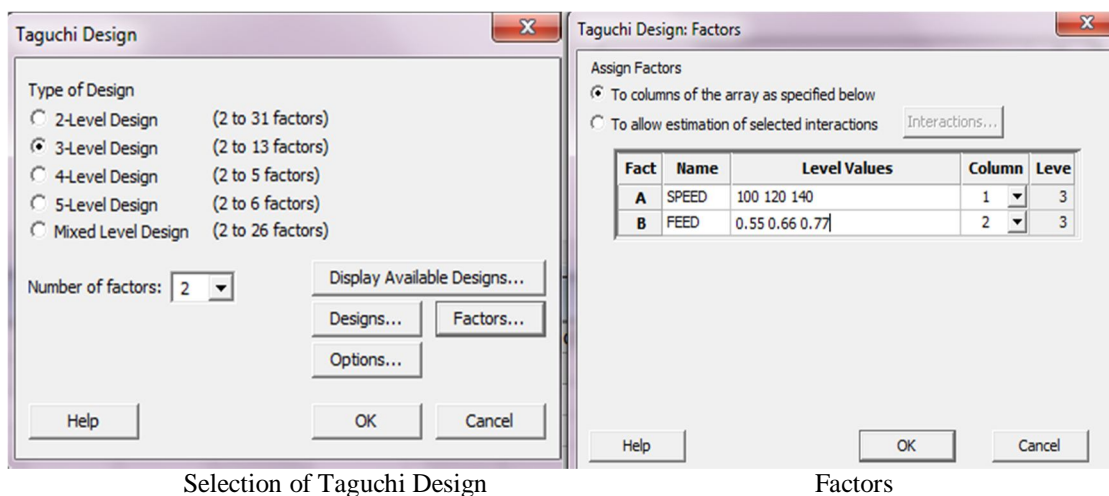 Taguchi Design
Type of Design
2-Level Design (2 to 31 factors)
3-Level Design (2 to 13 factors)
4-Level Design (2 to 5 factors)
5-Level Design (2 to 6 factors)
Mixed Level Design (2 to 26 factors)
Number of factors: 2
Display Available Designs...
Designs... Factors...
Options...
Help OK Cancel
Taguchi Design: Factors
Assign Factors
To columns of the array as specified below
To allow estimation of selected interactions Interactions...
Fact Name Level Values Column Leve
A SPEED 100 120 140 1 3
B FEED 0.55 0.66 0.77 2 3
Help OK Cancel
Selection of Taguchi Design Factors